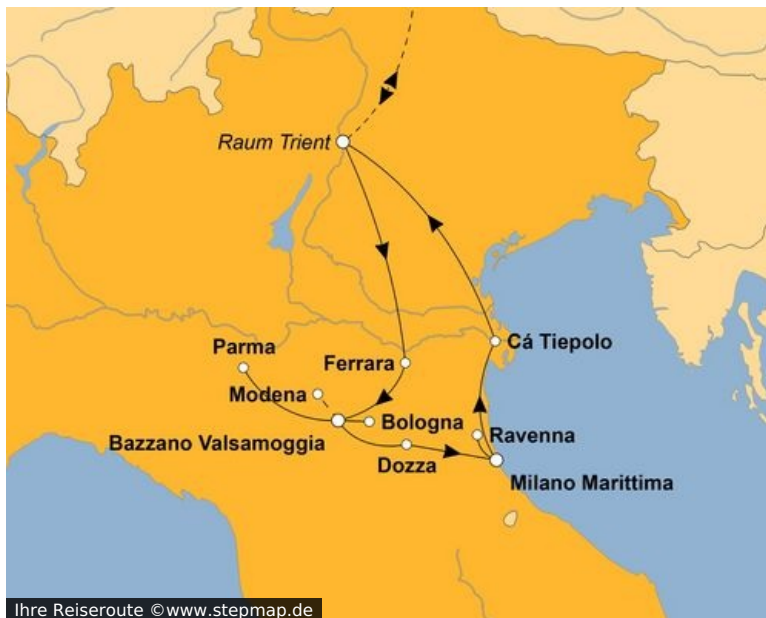 Raum Trient
Parma
Ferrara
Cá Tiepolo
Modena
Bologna
Ravenna
Bazzano Valsamoggia
Dozza
Milano Marittima
Ihre Reiseroute ©www.stepmap.de